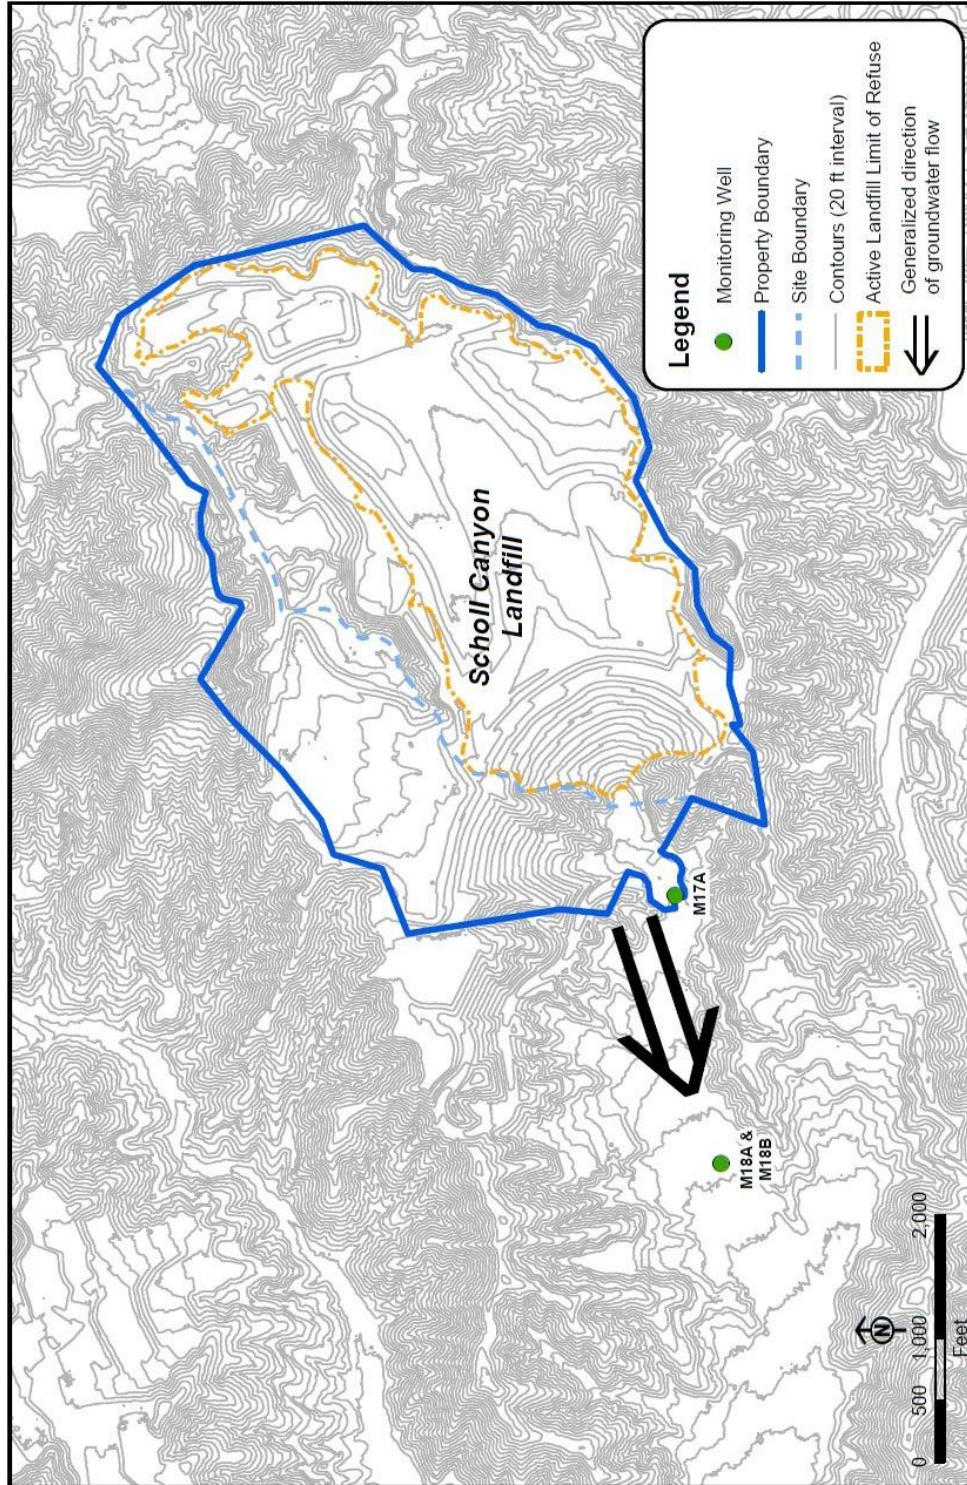 Scholl Canyon
Landfill
M17A
M18A &
M18B
0
500
1,000
2,000
Feet
N
Legend
Monitoring Well
Property Boundary
Site Boundary
Contours (20 ft interval)
Active Landfill Limit of Refuse
Generalized direction
of groundwater flow